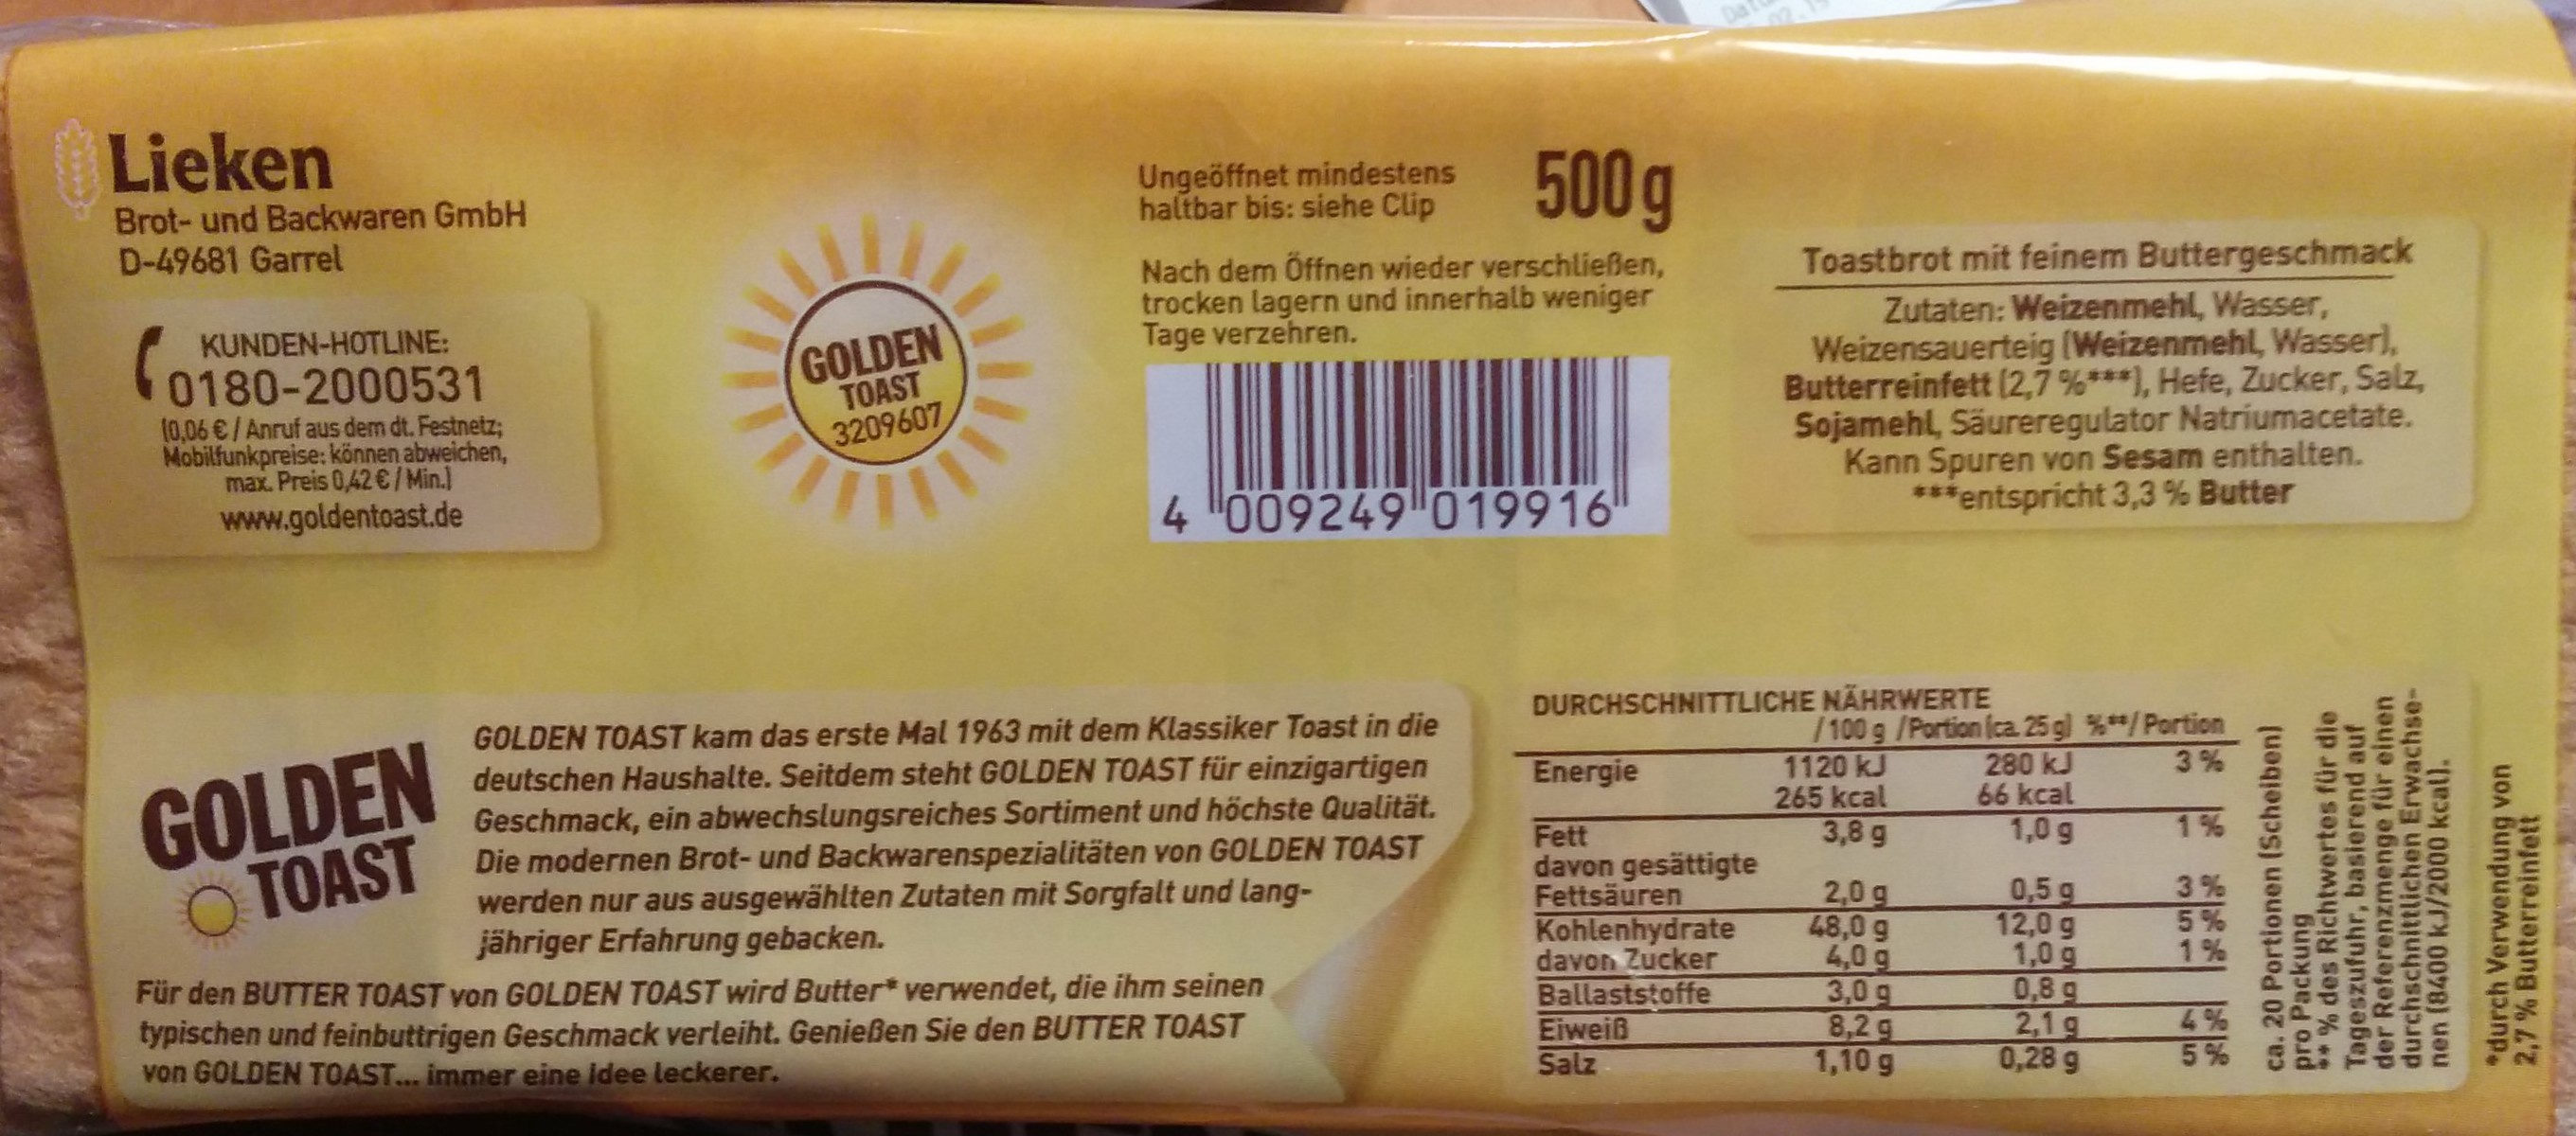 Lieken
Brot- und Backwaren GmbH
D-49681 Garrel
KUNDEN-HOTLINE:
0180-2000531
(0,06 € / Anruf aus dem dt. Festnetz;
Mobilfunkpreise: können abweichen,
max. Preis 0,42 € / Min.)
www.goldentoast.de
GOLDEN
TOAST
3209607
Ungeöffnet mindestens
haltbar bis: siehe Clip
500 g
Nach dem Öffnen wieder verschließen,
trocken lagern und innerhalb weniger
Tage verzehren.
4 009249 019916
Toastbrot mit feinem Buttergeschmack
Zutaten: Weizenmehl, Wasser,
Weizensauerteig (Weizenmehl, Wasser),
Butterreinfett (2,7 %***), Hefe, Zucker, Salz,
Sojamehl, Säureregulator Natriumacetate.
Kann Spuren von Sesam enthalten.
***entspricht 3,3 % Butter
GOLDEN
TOAST
GOLDEN TOAST kam das erste Mal 1963 mit dem Klassiker Toast in die
deutschen Haushalte. Seitdem steht GOLDEN TOAST für einzigartigen
Geschmack, ein abwechslungsreiches Sortiment und höchste Qualität.
Die modernen Brot- und Backwarenspezialitäten von GOLDEN TOAST
werden nur aus ausgewählten Zutaten mit Sorgfalt und lang-
jähriger Erfahrung gebacken.
Für den BUTTER TOAST von GOLDEN TOAST wird Butter* verwendet, die ihm seinen
typischen und feinbuttrigen Geschmack verleiht. Genießen Sie den BUTTER TOAST
von GOLDEN TOAST... immer eine Idee leckerer.
DURCHSCHNITTLICHE NÄHRWERTE
/ 100 g / Portion (ca. 25 g) %**/ Portion
Energie 1120 kJ 280 kJ 3 %
265 kcal 66 kcal
Fett 3,8 g 1,0 g 1 %
davon gesättigte
Fettsäuren 2,0 g 0,5 g 3 %
Kohlenhydrate 48,0 g 12,0 g 5 %
davon Zucker 4,0 g 1,0 g 1 %
Ballaststoffe 3,0 g 0,8 g
Eiweiß 8,2 g 2,1 g 4 %
Salz 1,10 g 0,28 g 5 %
ca. 20 Portionen (Scheiben)
pro Packung
** % des Richtwertes für die
Tageszufuhr, basierend auf
der Referenzmenge für einen
durchschnittlichen Erwachse-
nen (8400 kJ/2000 kcal).
*durch Verwendung von
2,7 % Butterreinfett